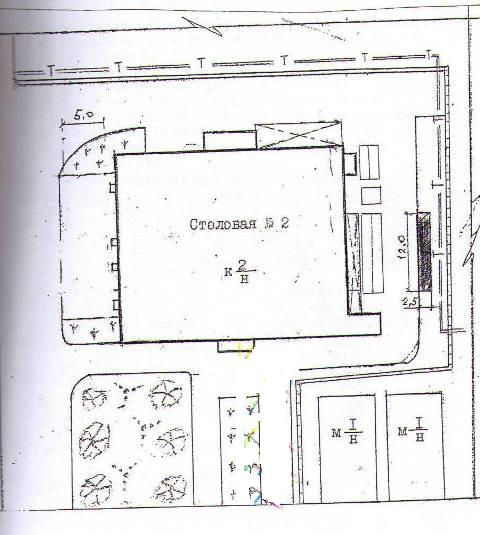 Т Т Т Т Т Т
5,0
Столовая № 2
К 2/Н
Т
12.0
Т
2,5
Т
М I/Н
М I/Н